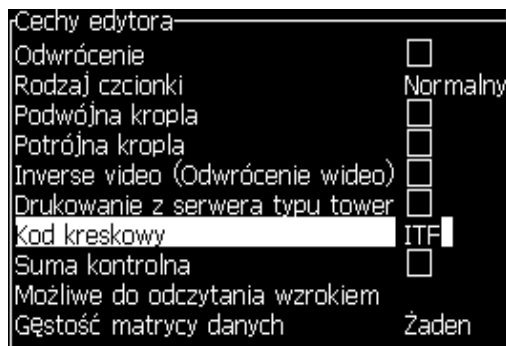 Cechy edytora
Odwrócenie
Rodzaj czcionki Normalny
Podwójna kropla
Potrójna kropla
Inverse video (Odwrócenie wideo)
Drukowanie z serwera typu tower
Kod kreskowy ITF
Suma kontrolna
Możliwe do odczytania wzrokiem
Gęstość matrycy danych Żaden